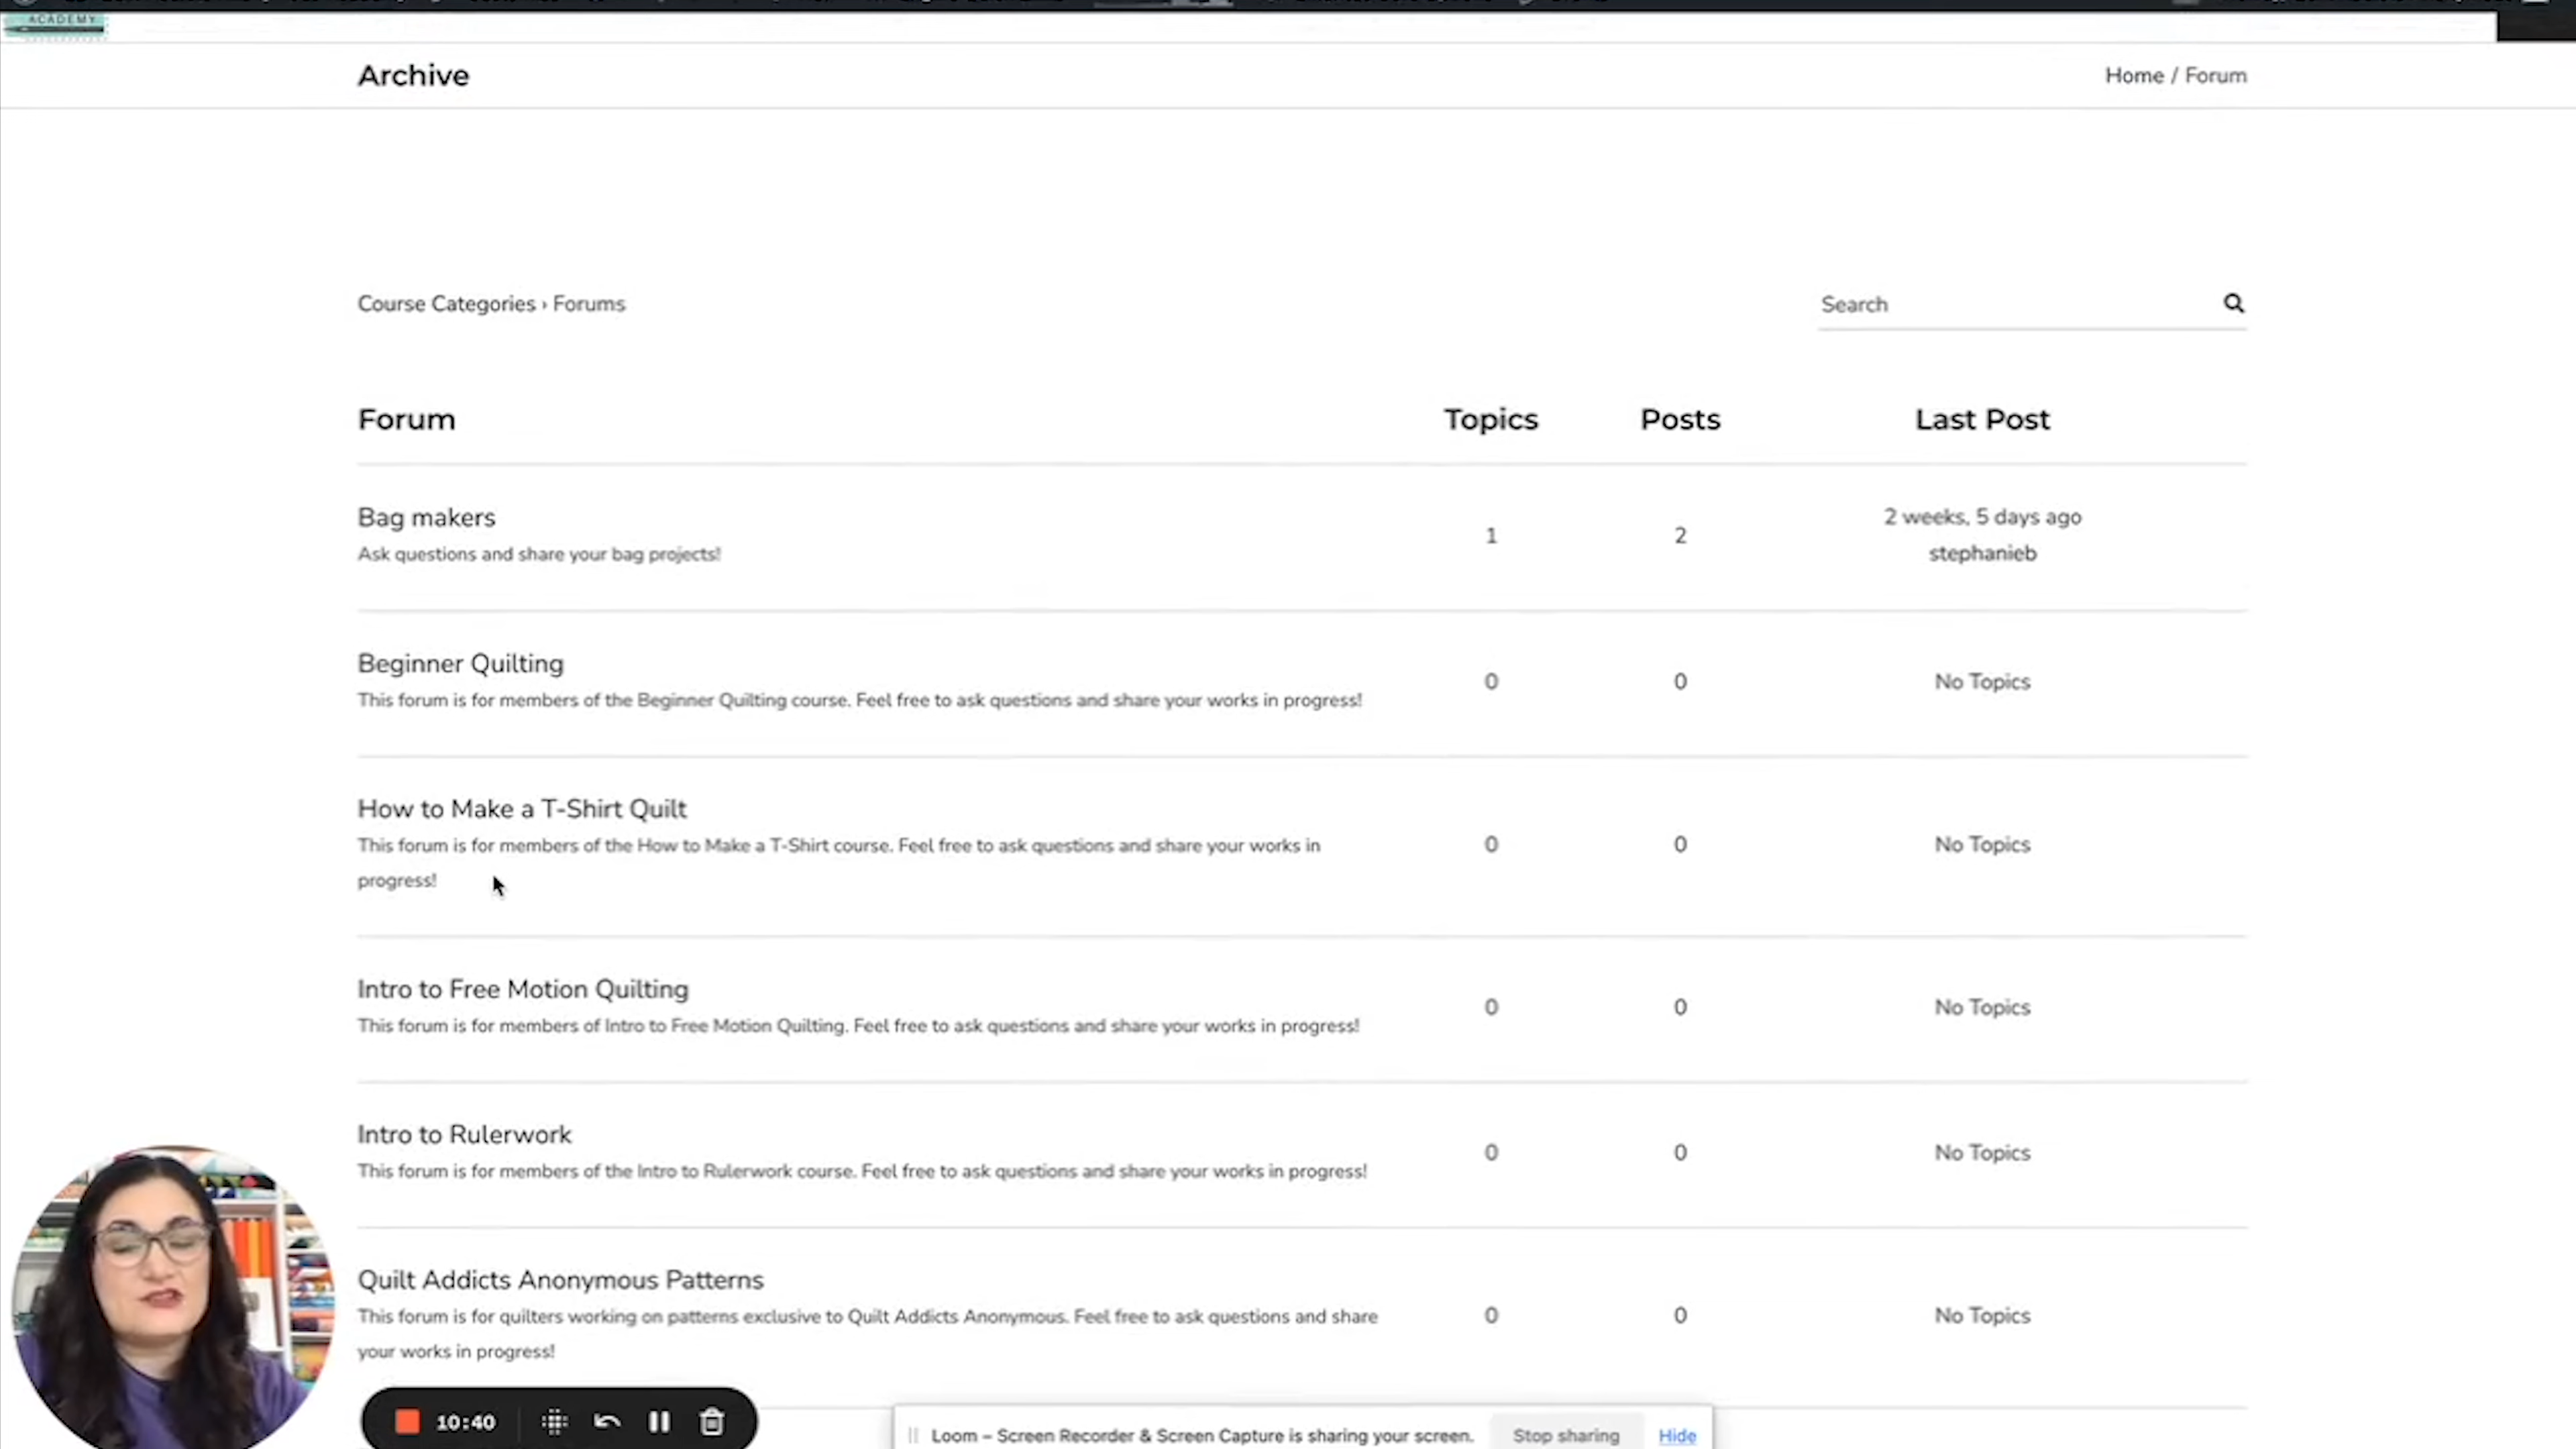 ACADEMY
Archive
Home / Forum
Course Categories › Forums
Search
Forum
Topics
Posts
Last Post
Bag makers
Ask questions and share your bag projects!
1
2
2 weeks, 5 days ago
stephanieb
Beginner Quilting
This forum is for members of the Beginner Quilting course. Feel free to ask questions and share your works in progress!
0
0
No Topics
How to Make a T-Shirt Quilt
This forum is for members of the How to Make a T-Shirt course. Feel free to ask questions and share your works in
progress!
0
0
No Topics
Intro to Free Motion Quilting
This forum is for members of Intro to Free Motion Quilting. Feel free to ask questions and share your works in progress!
0
0
No Topics
Intro to Rulerwork
This forum is for members of the Intro to Rulerwork course. Feel free to ask questions and share your works in progress!
0
0
No Topics
Quilt Addicts Anonymous Patterns
This forum is for quilters working on patterns exclusive to Quilt Addicts Anonymous. Feel free to ask questions and share
your works in progress!
0
0
No Topics
10:40
Loom – Screen Recorder & Screen Capture is sharing your screen.
Stop sharing
Hide